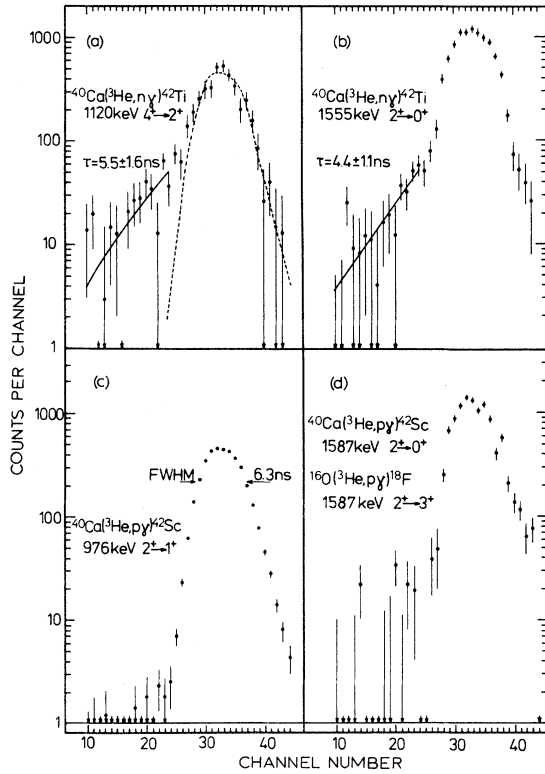 (a)
⁴⁰Ca(³He,nγ)⁴²Ti
1120keV 4⁺→2⁺
τ=5.5±1.6ns
1000
100
10
1
(b)
⁴⁰Ca(³He,nγ)⁴²Ti
1555keV 2⁺→0⁺
τ=4.4±1.1ns
COUNTS PER CHANNEL
(c)
FWHM 6.3ns
⁴⁰Ca(³He,pγ)⁴²Sc
976keV 2⁺→1⁺
1000
100
10
1
10 20 30 40
(d)
⁴⁰Ca(³He,pγ)⁴²Sc
1587keV 2⁺→0⁺
¹⁶O(³He,pγ)¹⁸F
1587keV 2⁺→3⁺
10 20 30 40
CHANNEL NUMBER
CHANNEL NUMBER